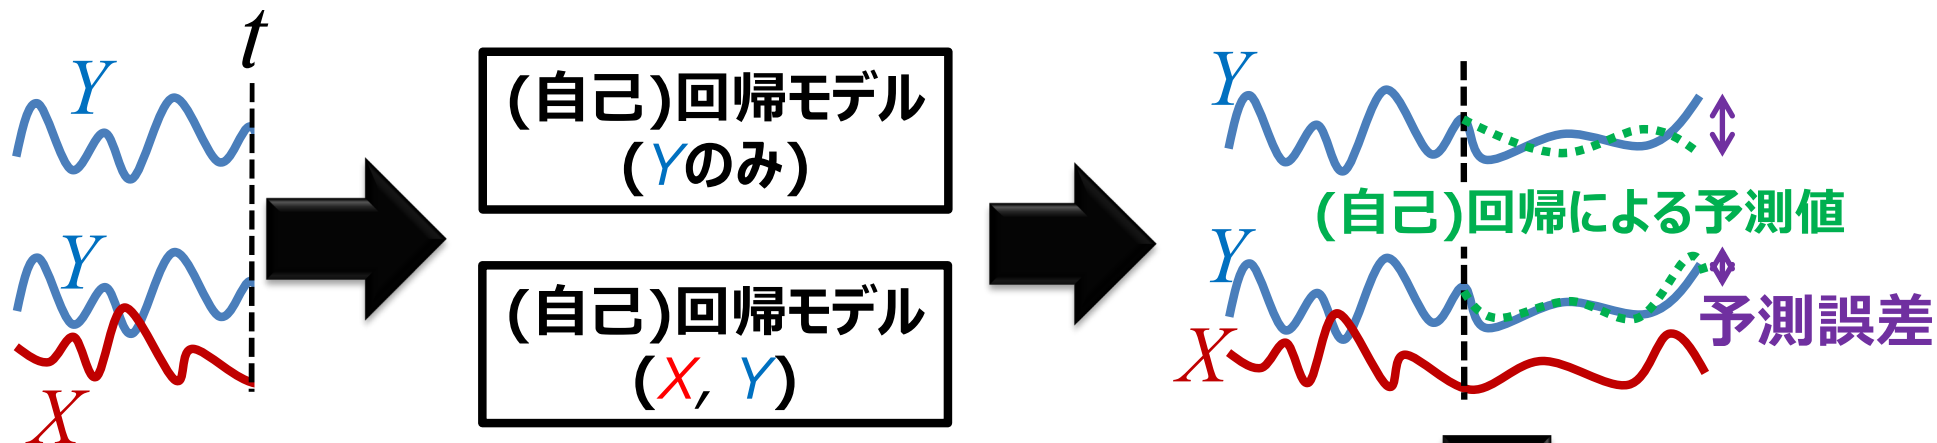 t
Y
Y
X
(自己)回帰モデル
(Yのみ)
(自己)回帰モデル
(X, Y)
Y
(自己)回帰による予測値
Y
予測誤差
X